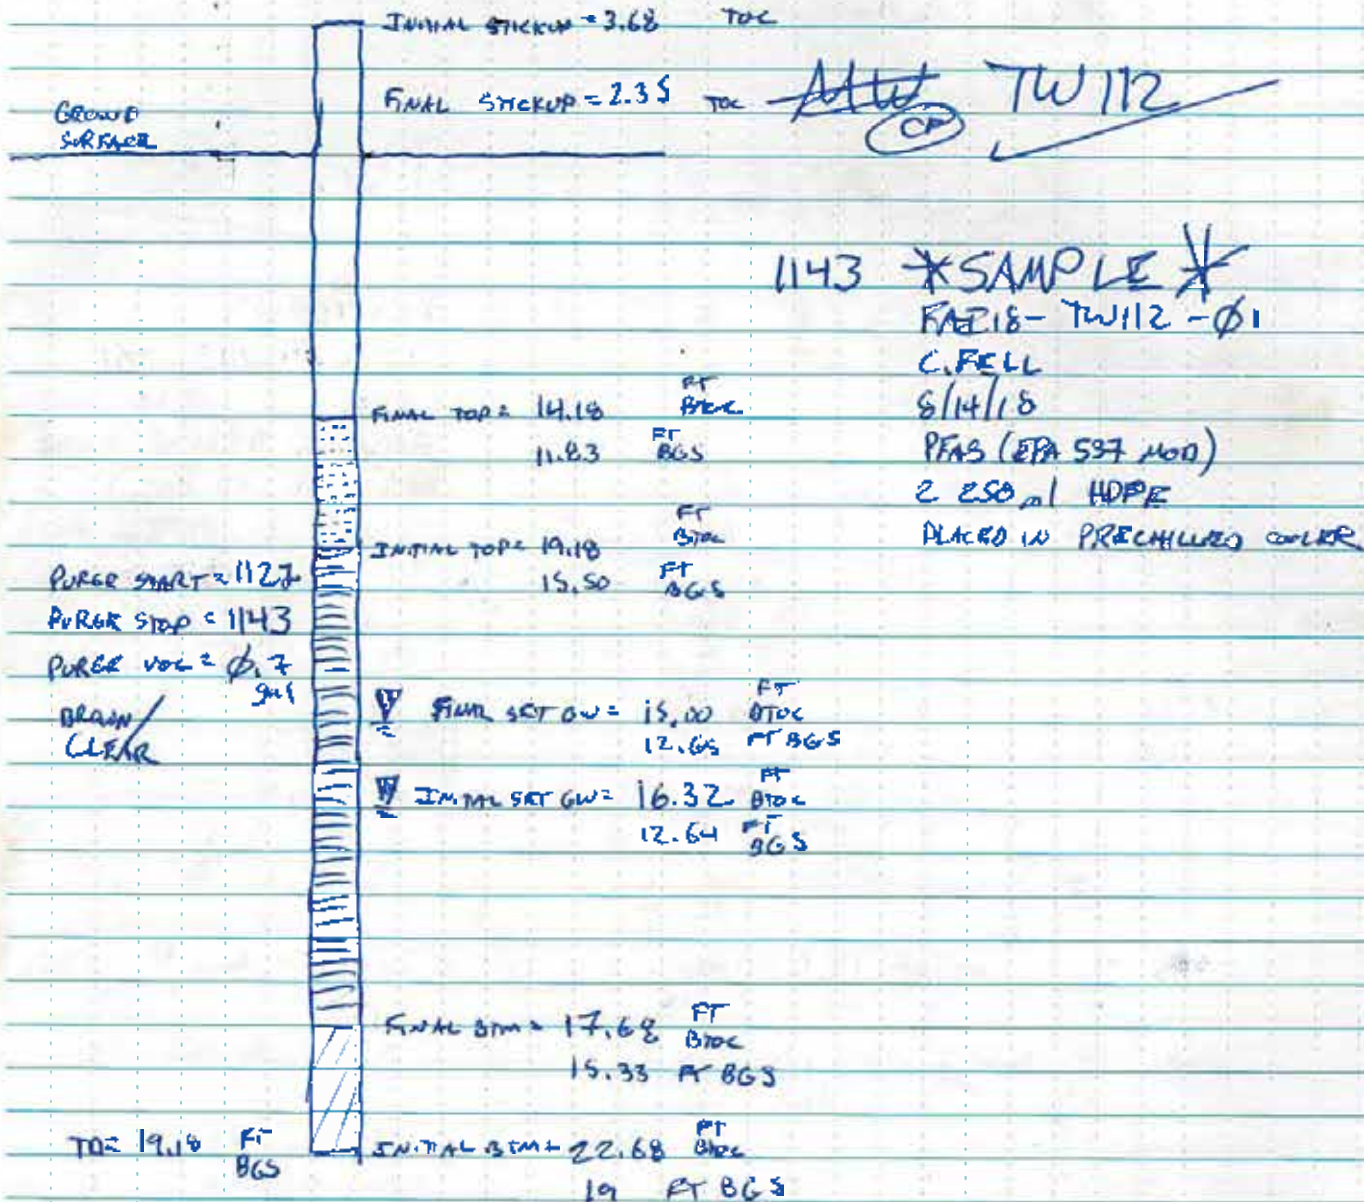 INITIAL STICKUP = 3.68 TOC
FINAL STICKUP = 2.35 TOC
MW TW112
CF
GROUND
SURFACE
1143 *SAMPLE*
TW112-Ø1
C. FELL
8/14/18
PFAS (EPA 537 MOD)
2 250 ml HDPE
PLACED IN PRECHILLED COOLER
FINAL TOP = 14.18 FT BTOC
11.83 FT BGS
INITIAL TOP = 19.18 FT BTOC
15.50 FT BGS
PURGE START = 1127
PURGE STOP = 1143
PURGE VOL = Ø.7
gal
BROWN/
CLEAR
FINAL SET GW = 15.00 FT BTOC
12.65 FT BGS
INITIAL SET GW = 16.32 FT BTOC
12.64 FT BGS
FINAL BTM = 17.68 FT BTOC
15.33 FT BGS
TD = 19.18 FT BGS
INITIAL BTM = 22.68 FT BTOC
19 FT BGS